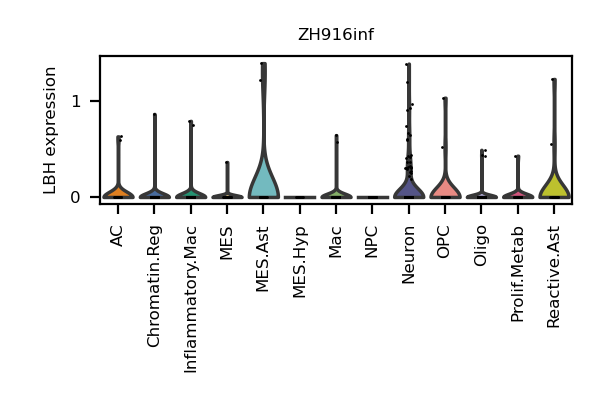 ZH916inf
LBH expression
1
0
AC
Chromatin.Reg
Inflammatory.Mac
MES
MES.Ast
MES.Hyp
Mac
NPC
Neuron
OPC
Oligo
Prolif.Metab
Reactive.Ast